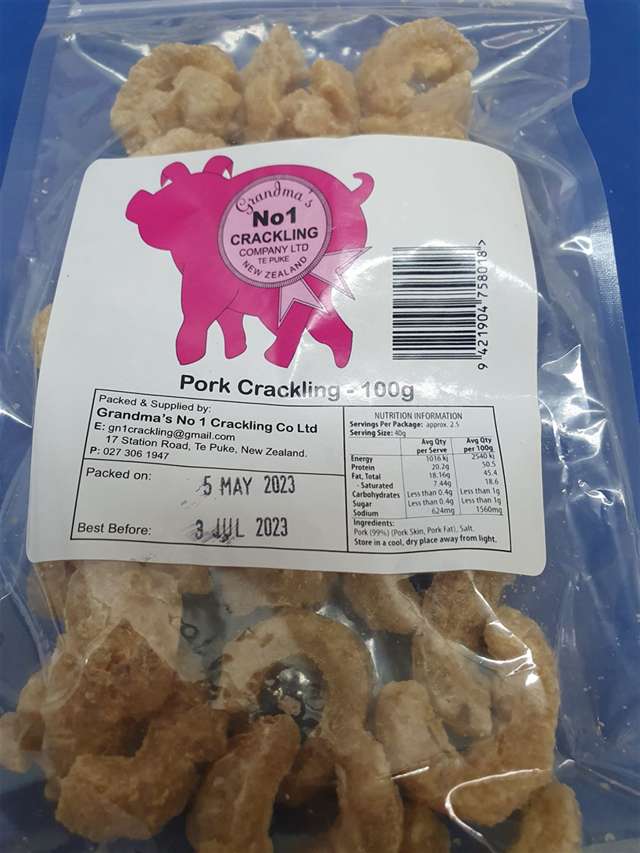 Grandma's
No1
CRACKLING
COMPANY LTD
TE PUKE
NEW ZEALAND
9 421904 758018 >
Pork Crackling - 100g
Packed & Supplied by:
Grandma's No 1 Crackling Co Ltd
E: gn1crackling@gmail.com
17 Station Road, Te Puke, New Zealand.
P: 027 306 1947
Packed on: 5 MAY 2023
Best Before: 3 JUL 2023
NUTRITION INFORMATION
Servings Per Package: approx. 2.5
Serving Size: 40g
Avg Qty Avg Qty
per Serve per 100g
Energy 1016 kj 2540 kj
Protein 20.2g 50.5
Fat, Total 18.16g 45.4
- Saturated 7.44g 18.6
Carbohydrates Less than 0.4g Less than 1g
Sugar Less than 0.4g Less than 1g
Sodium 624mg 1560mg
Ingredients:
Pork (99%) (Pork Skin, Pork Fat), Salt.
Store in a cool, dry place away from light.